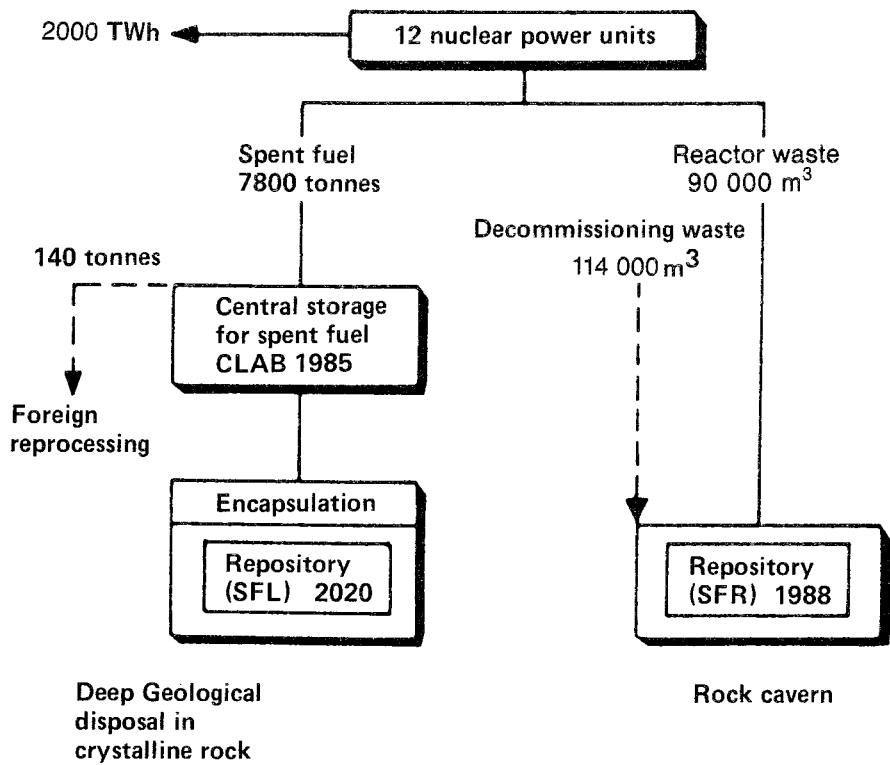 2000 TWh
12 nuclear power units
Spent fuel
7800 tonnes
Reactor waste
90 000 m³
Decommissioning waste
114 000 m³
140 tonnes
Central storage
for spent fuel
CLAB 1985
Foreign
reprocessing
Encapsulation
Repository
(SFL) 2020
Repository
(SFR) 1988
Deep Geological
disposal in
crystalline rock
Rock cavern